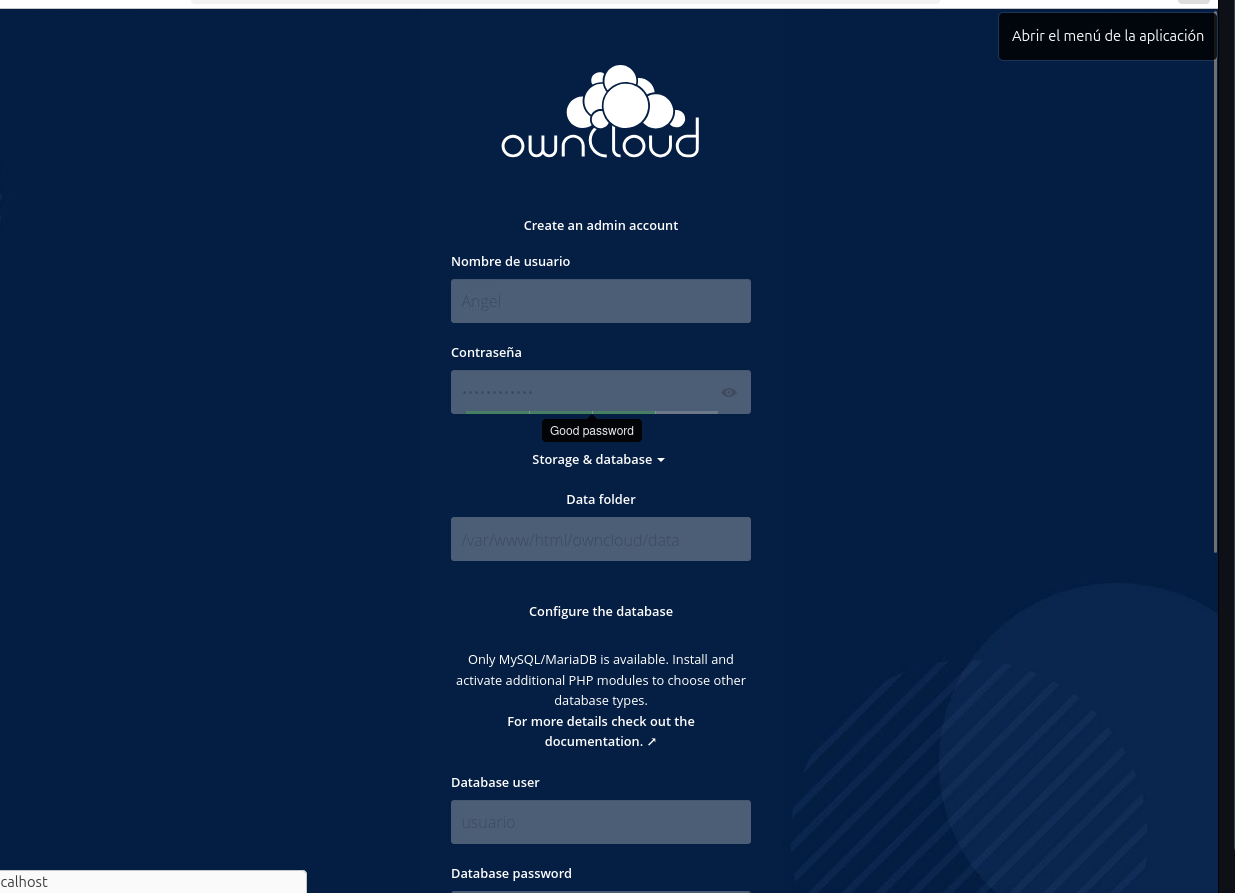 Abrir el menú de la aplicación
ownCloud
Create an admin account
Nombre de usuario
Angel
Contraseña
••••••••••••
Good password
Storage & database
Data folder
/var/www/html/owncloud/data
Configure the database
Only MySQL/MariaDB is available. Install and
activate additional PHP modules to choose other
database types.
For more details check out the
documentation. ↗
Database user
usuario
Database password
calhost